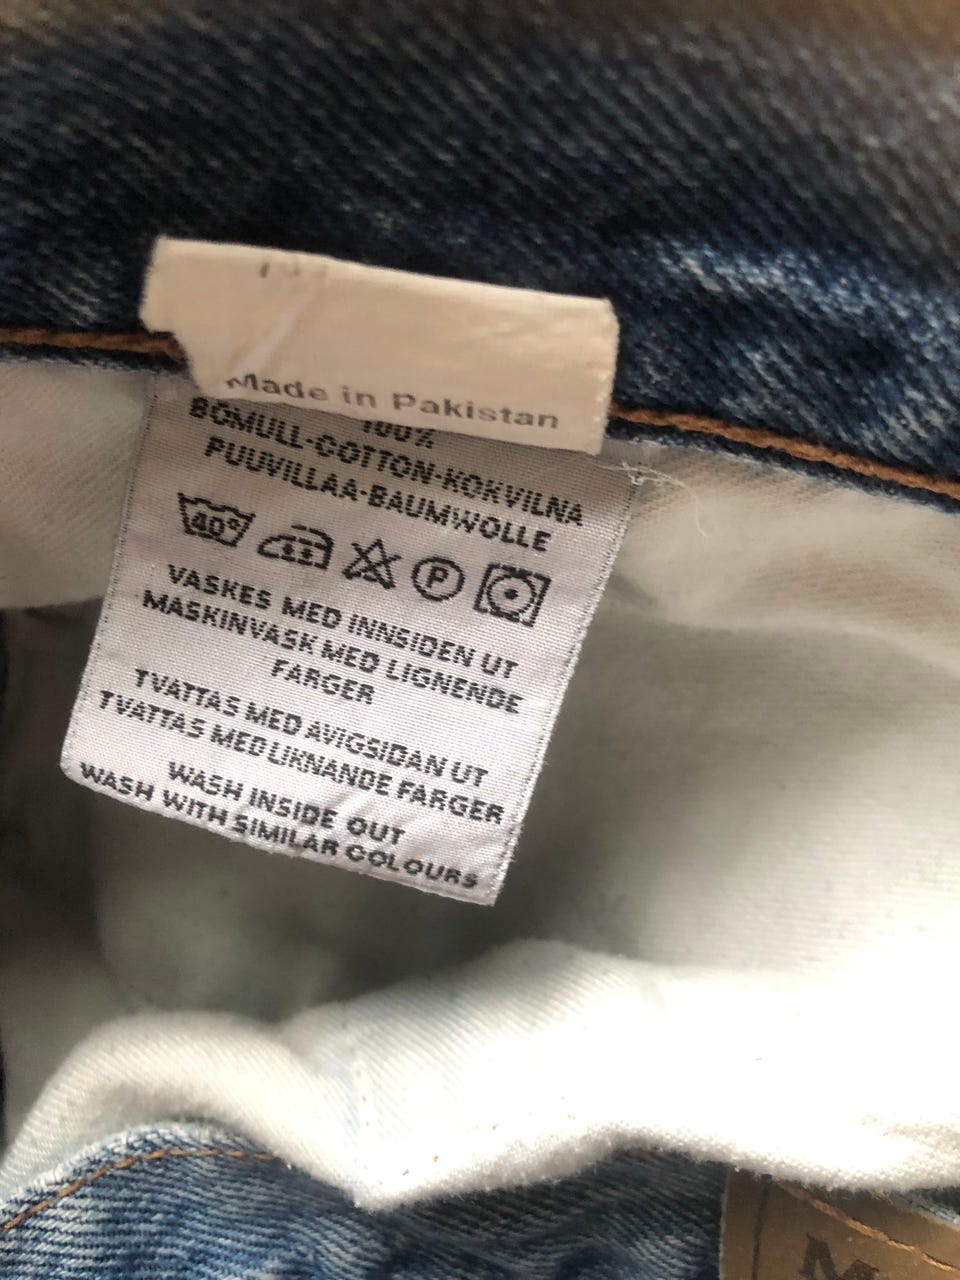 Made in Pakistan
100%
BOMULL-COTTON-KOKVILNA
PUUVILLAA-BAUMWOLLE
40° P
VASKES MED INNSIDEN UT
MASKINVASK MED LIGNENDE
FARGER
TVATTAS MED AVIGSIDAN UT
TVATTAS MED LIKNANDE FARGER
WASH INSIDE OUT
WASH WITH SIMILAR COLOURS